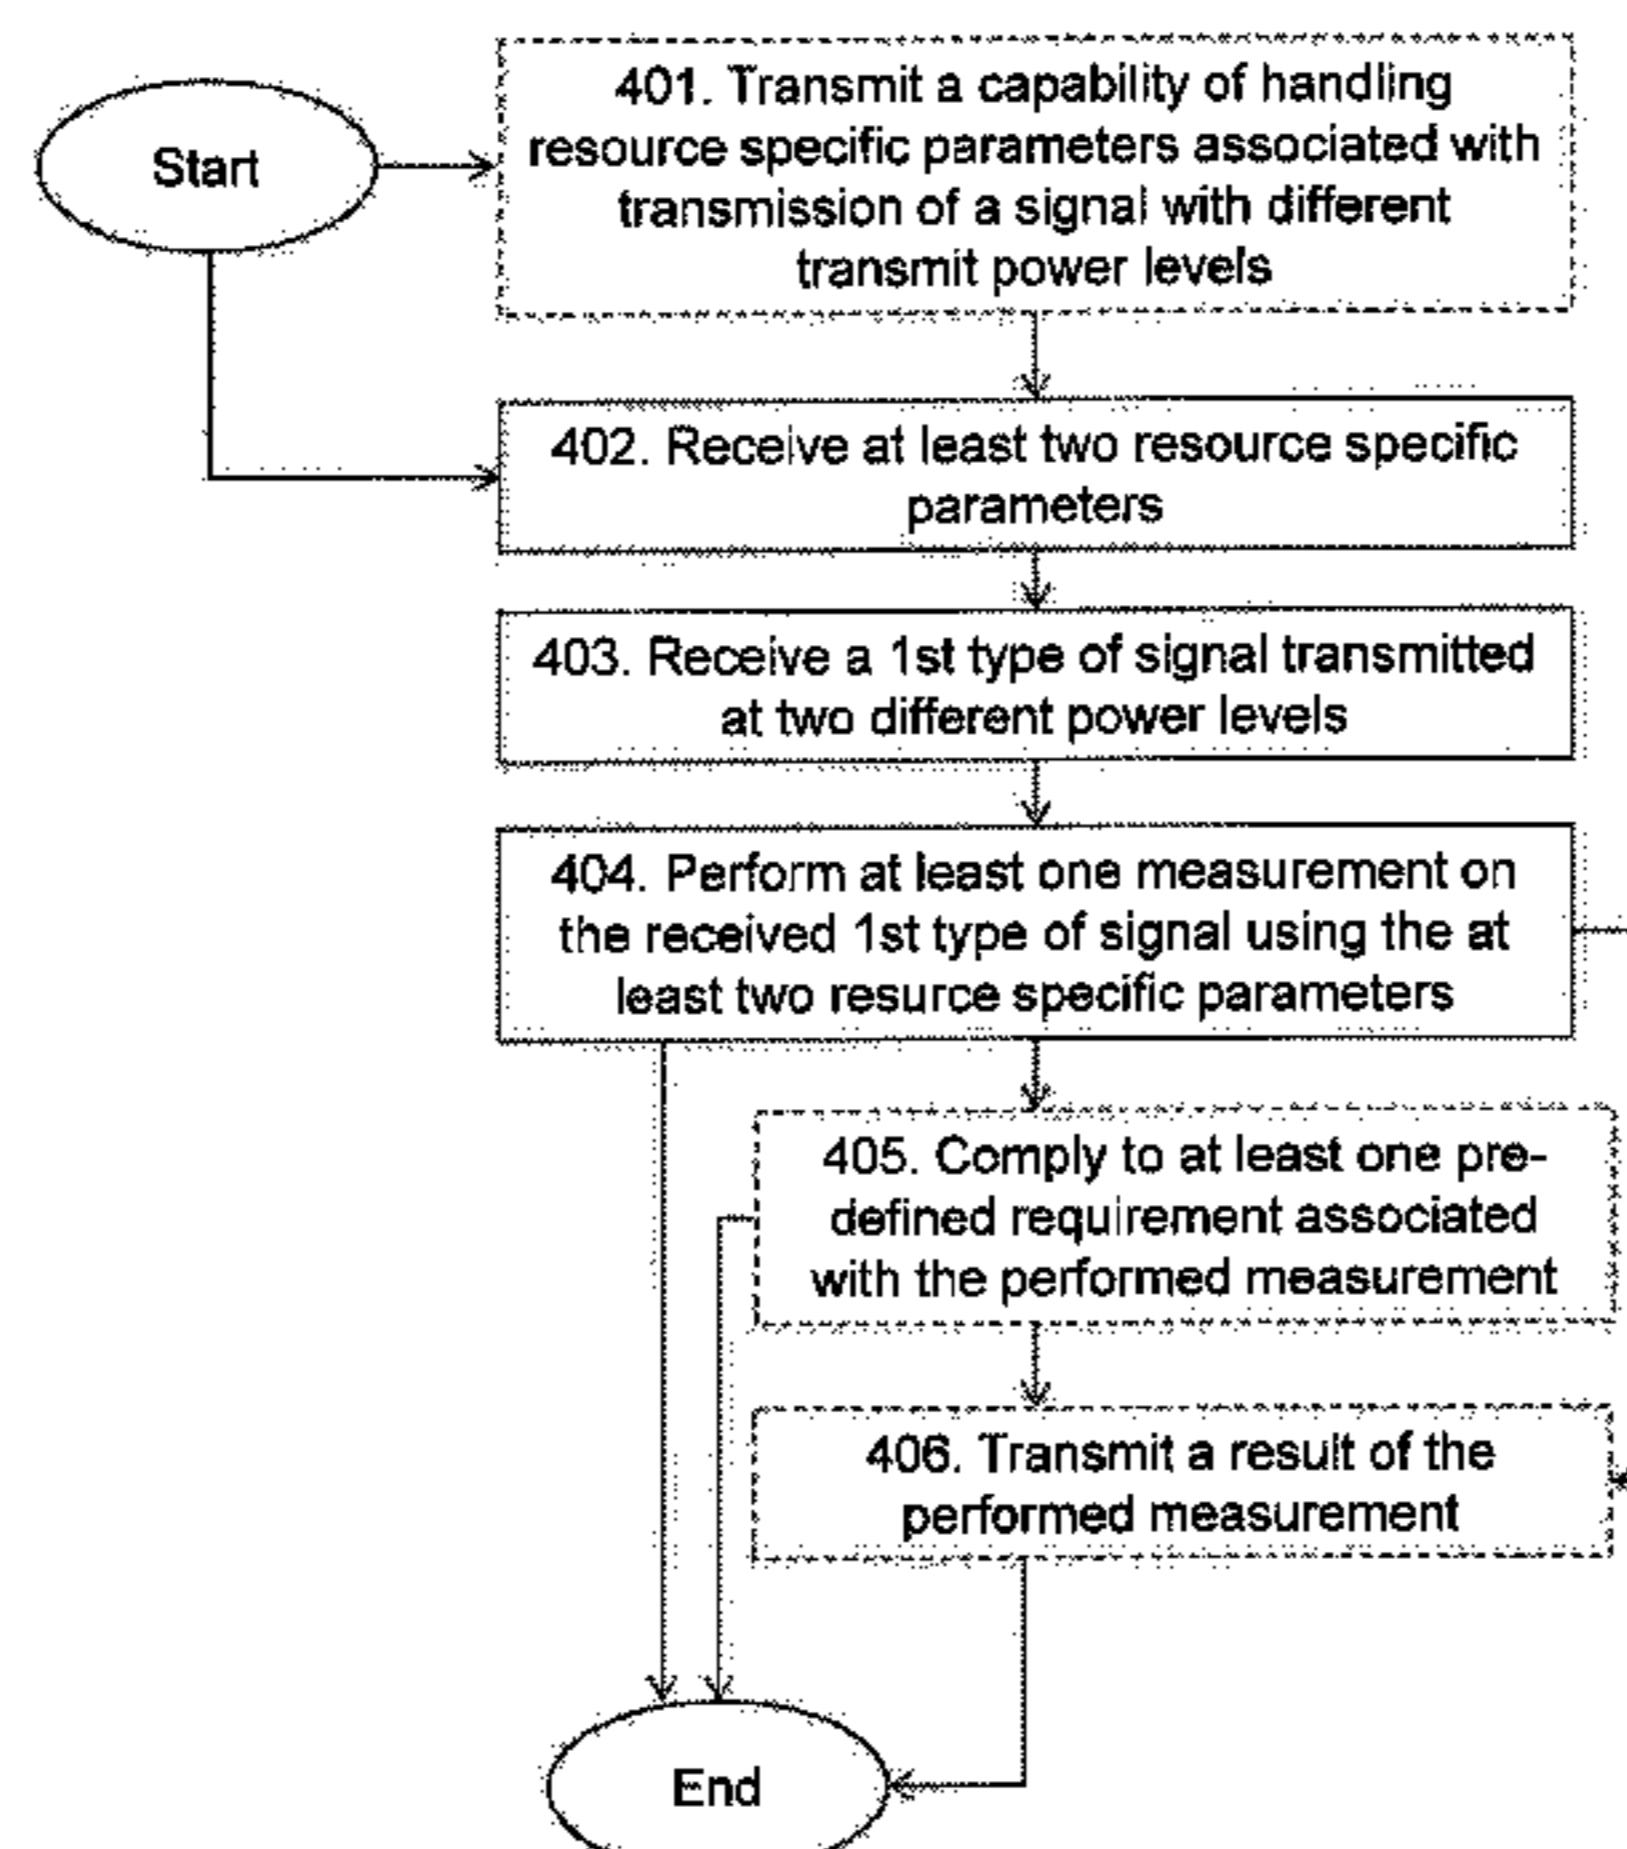 Start
401. Transmit a capability of handling
resource specific parameters associated with
transmission of a signal with different
transmit power levels
402. Receive at least two resource specific
parameters
403. Receive a 1st type of signal transmitted
at two different power levels
404. Perform at least one measurement on
the received 1st type of signal using the at
least two resurce specific parameters
405. Comply to at least one pre-
defined requirement associated
with the performed measurement
406. Transmit a result of the
performed measurement
End